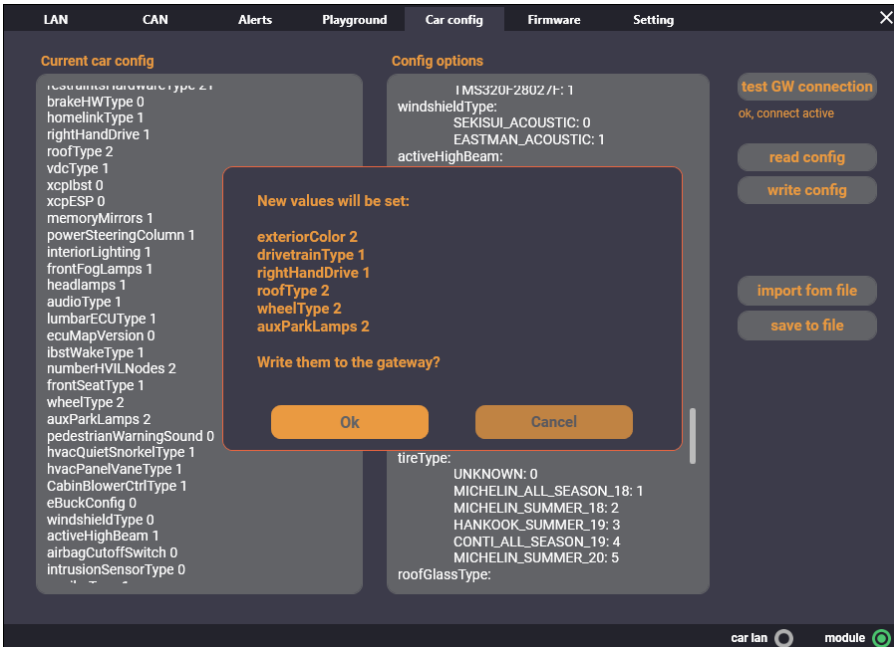 LAN CAN Alerts Playground Car config Firmware Setting
Current car config
restraintsHardwareType 21
brakeHWType 0
homelinkType 1
rightHandDrive 1
roofType 2
vdcType 1
xcpIbst 0
xcpESP 0
memoryMirrors 1
powerSteeringColumn 1
interiorLighting 1
frontFogLamps 1
headlamps 1
audioType 1
lumbarECUType 1
ecuMapVersion 0
ibstWakeType 1
numberHVILNodes 2
frontSeatType 1
wheelType 2
auxParkLamps 2
pedestrianWarningSound 0
hvacQuietSnorkelType 1
hvacPanelVaneType 1
CabinBlowerCtrlType 1
eBuckConfig 0
windshieldType 0
activeHighBeam 1
airbagCutoffSwitch 0
intrusionSensorType 0
Config options
TMS320F28027F: 1
windshieldType:
SEKISUI_ACOUSTIC: 0
EASTMAN_ACOUSTIC: 1
activeHighBeam:
New values will be set:
exteriorColor 2
drivetrainType 1
rightHandDrive 1
roofType 2
wheelType 2
auxParkLamps 2
Write them to the gateway?
Ok
Cancel
tireType:
UNKNOWN: 0
MICHELIN_ALL_SEASON_18: 1
MICHELIN_SUMMER_18: 2
HANKOOK_SUMMER_19: 3
CONTI_ALL_SEASON_19: 4
MICHELIN_SUMMER_20: 5
roofGlassType:
test GW connection
ok, connect active
read config
write config
import fom file
save to file
car lan
module